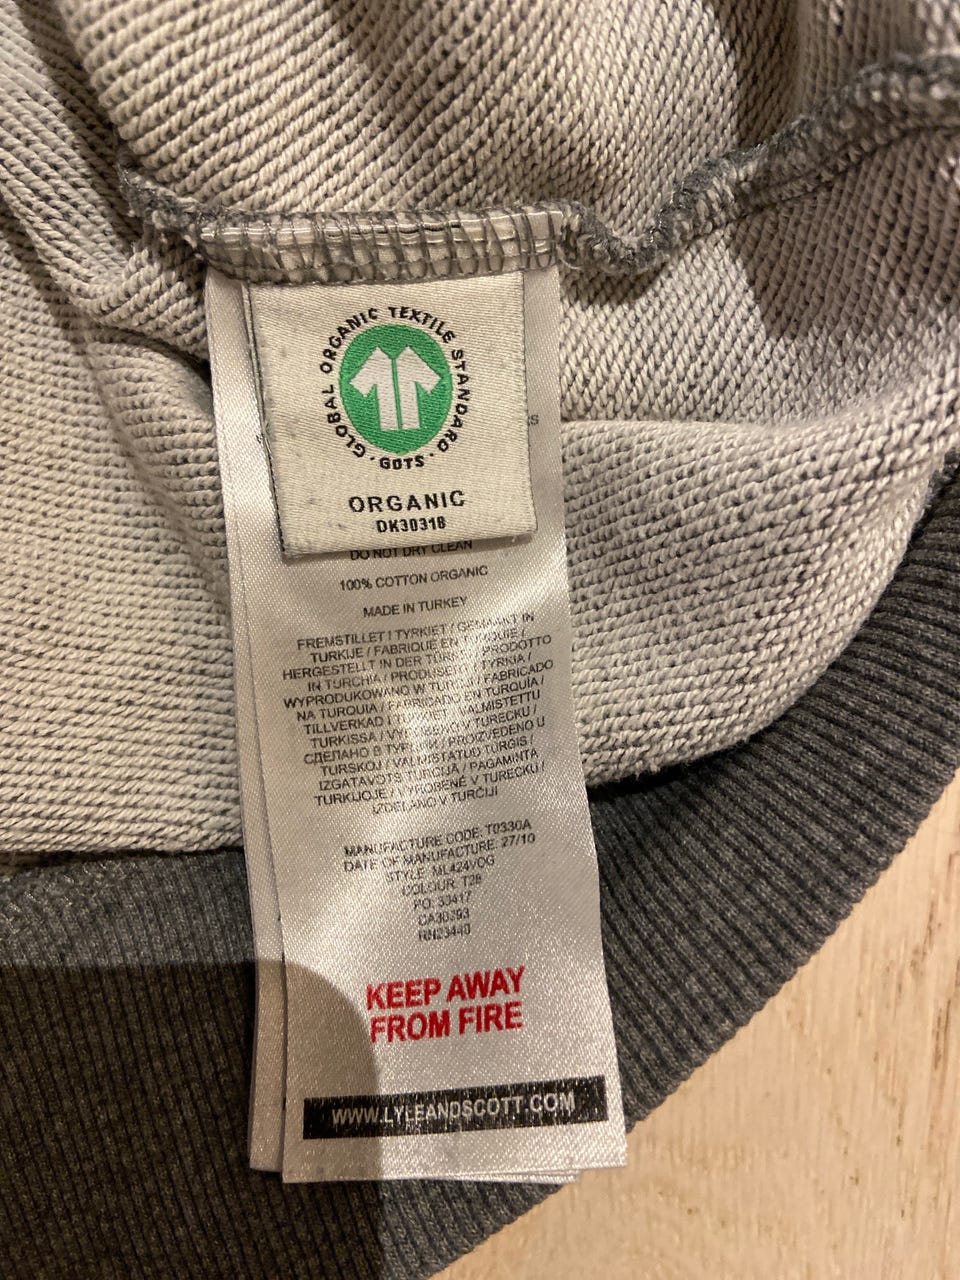 GLOBAL ORGANIC TEXTILE STANDARD · GOTS ·
ORGANIC
DK30318
DO NOT DRY CLEAN
100% COTTON ORGANIC
MADE IN TURKEY
FREMSTILLET I TYRKIET / GEMAAKT IN
TURKIJE / FABRIQUÉ EN TURQUIE /
HERGESTELLT IN DER TÜRKEI / PRODOTTO
IN TURCHIA / PRODUSERT I TYRKIA /
WYPRODUKOWANO W TURCJI / FABRICADO
NA TURQUIA / FABRICADO EN TURQUÍA /
TILLVERKAD I TURKIET / VALMISTETTU
TURKISSA / VYROBENO V TURECKU /
СДЕЛАНО В ТУРЦИИ / PROIZVEDENO U
TURSKOJ / VALMISTATUD TÜRGIS /
IZGATAVOTS TURCIJĀ / PAGAMINTA
TURKIJOJE / VYROBENÉ V TURECKU /
IZDELANO V TURČIJI
MANUFACTURE CODE: T0330A
DATE OF MANUFACTURE: 27/10
STYLE: ML424VOG
COLOUR: T28
PO: 33417
CA30293
RN23440
KEEP AWAY
FROM FIRE
WWW.LYLEANDSCOTT.COM